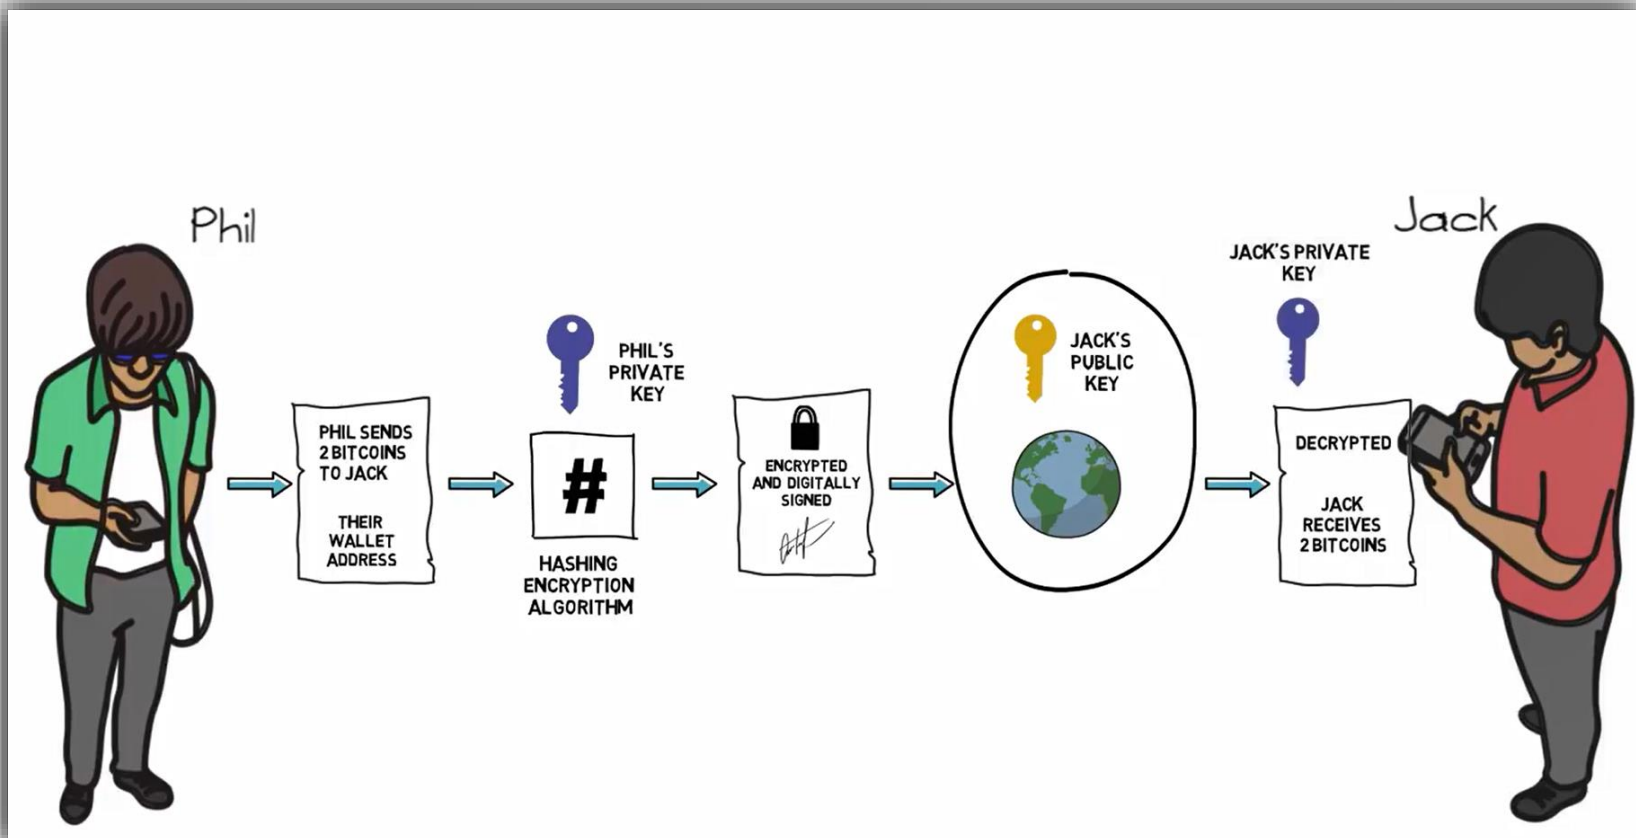 Phil
PHIL SENDS
2 BITCOINS
TO JACK
THEIR
WALLET
ADDRESS
PHIL'S
PRIVATE
KEY
#
HASHING
ENCRYPTION
ALGORITHM
ENCRYPTED
AND DIGITALLY
SIGNED
JACK'S
PUBLIC
KEY
Jack
JACK'S PRIVATE
KEY
DECRYPTED
JACK
RECEIVES
2 BITCOINS